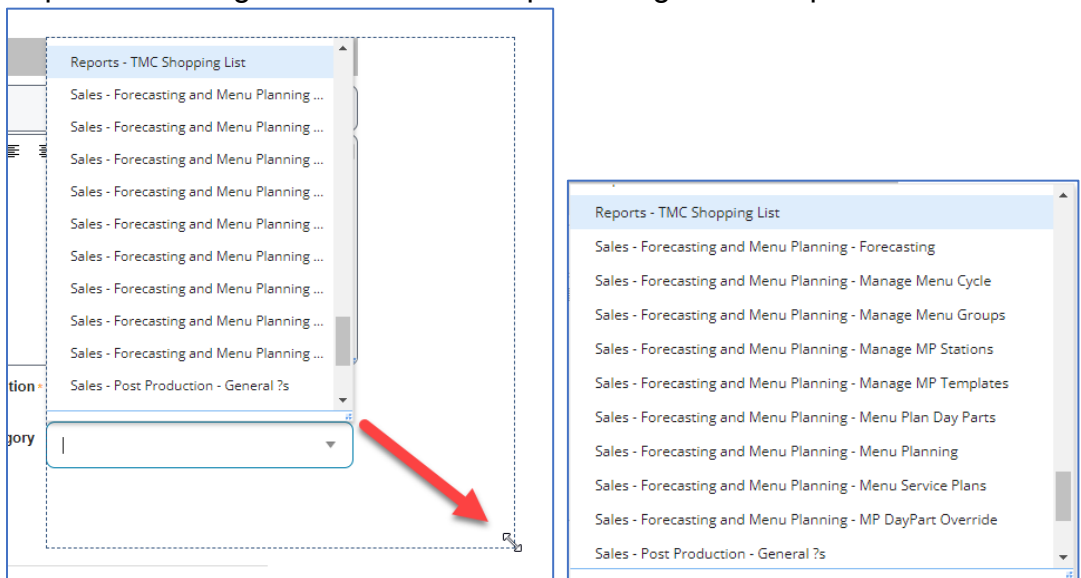 Reports - TMC Shopping List
Sales - Forecasting and Menu Planning ...
Sales - Forecasting and Menu Planning ...
Sales - Forecasting and Menu Planning ...
Sales - Forecasting and Menu Planning ...
Sales - Forecasting and Menu Planning ...
Sales - Forecasting and Menu Planning ...
Sales - Forecasting and Menu Planning ...
Sales - Forecasting and Menu Planning ...
Sales - Forecasting and Menu Planning ...
tion * Sales - Post Production - General ?s
gory
Reports - TMC Shopping List
Sales - Forecasting and Menu Planning - Forecasting
Sales - Forecasting and Menu Planning - Manage Menu Cycle
Sales - Forecasting and Menu Planning - Manage Menu Groups
Sales - Forecasting and Menu Planning - Manage MP Stations
Sales - Forecasting and Menu Planning - Manage MP Templates
Sales - Forecasting and Menu Planning - Menu Plan Day Parts
Sales - Forecasting and Menu Planning - Menu Planning
Sales - Forecasting and Menu Planning - Menu Service Plans
Sales - Forecasting and Menu Planning - MP DayPart Override
Sales - Post Production - General ?s